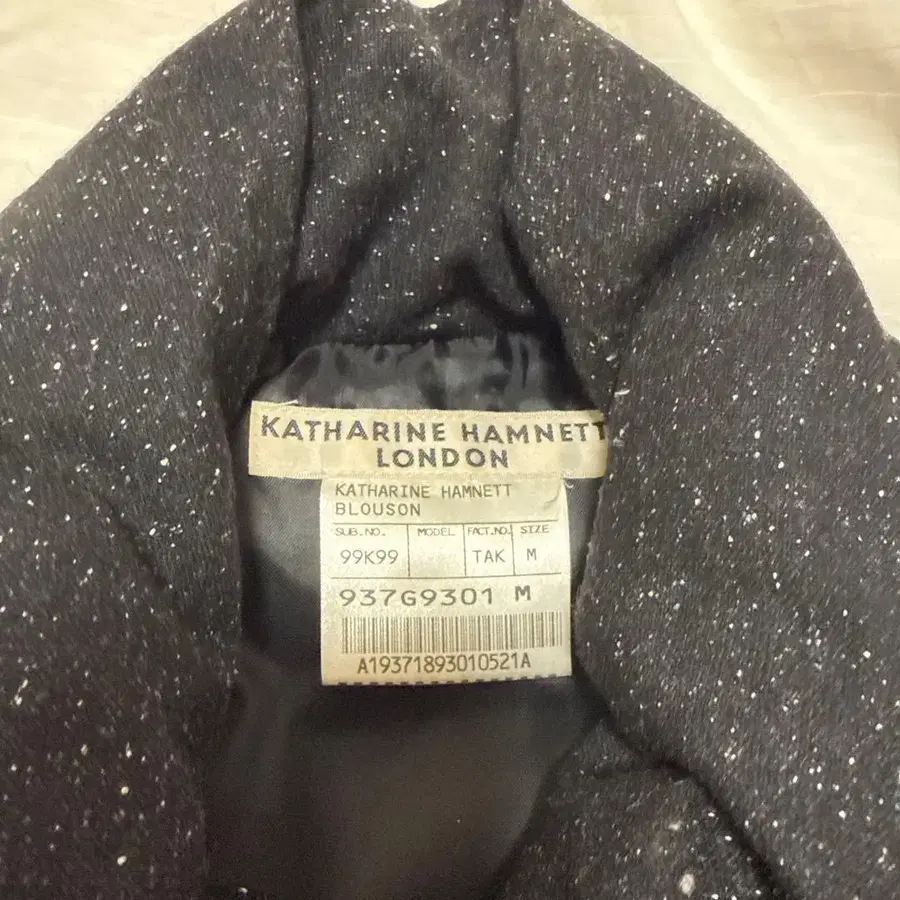 KATHARINE HAMNETT
LONDON
KATHARINE HAMNETT
BLOUSON
SUB.NO. MODEL FACT.NO. SIZE
99K99 TAK M
937G9301 M
A19371893010521A